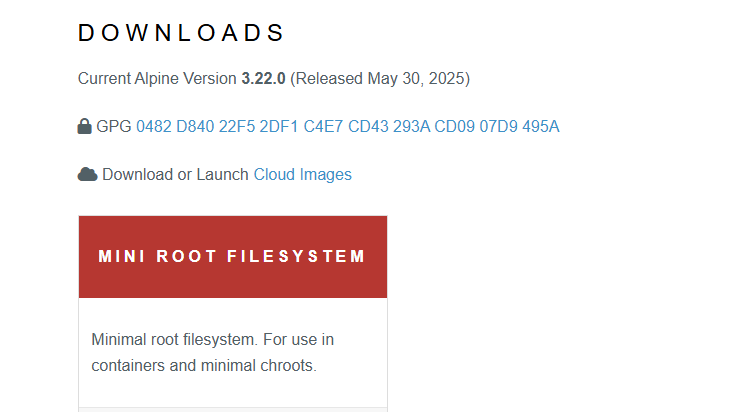 DOWNLOADS
Current Alpine Version 3.22.0 (Released May 30, 2025)
GPG 0482 D840 22F5 2DF1 C4E7 CD43 293A CD09 07D9 495A
Download or Launch Cloud Images
MINI ROOT FILESYSTEM
Minimal root filesystem. For use in
containers and minimal chroots.